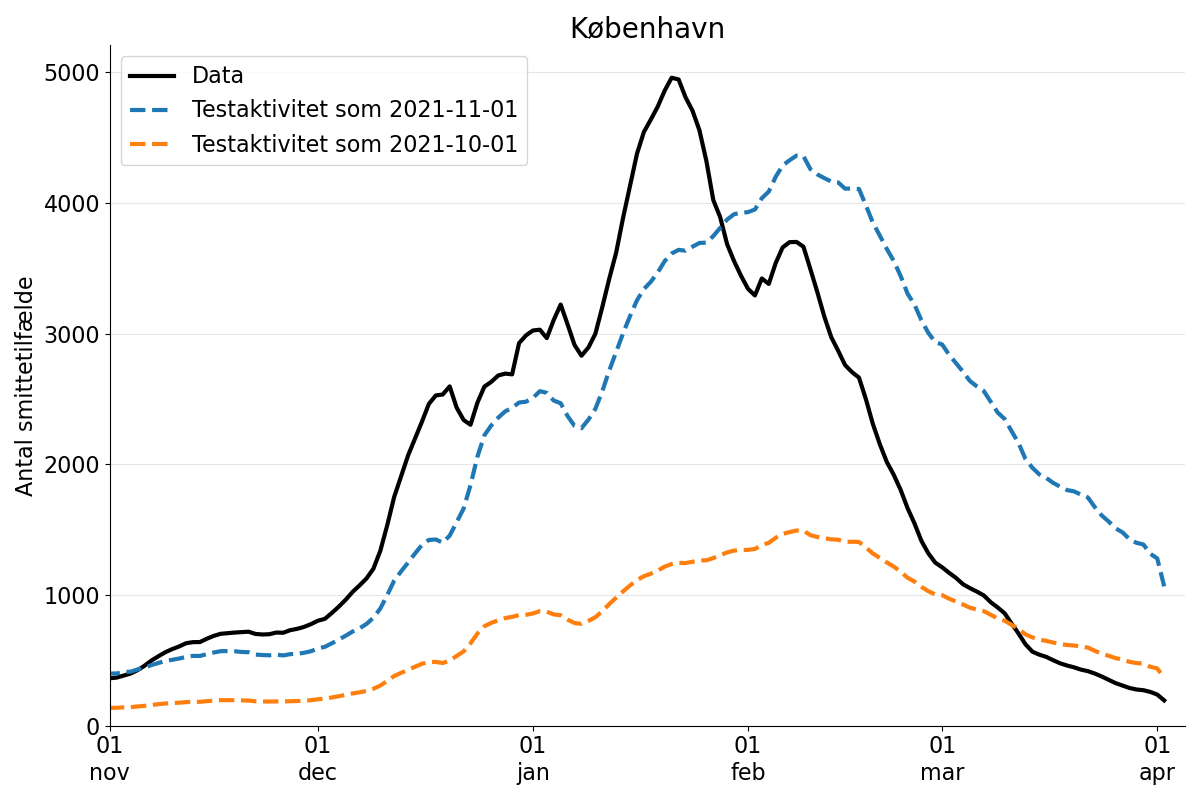 København
Data
Testaktivitet som 2021-11-01
Testaktivitet som 2021-10-01
Antal smittetilfælde
5000
4000
3000
2000
1000
0
01 01 01 01 01 01
nov dec jan feb mar apr